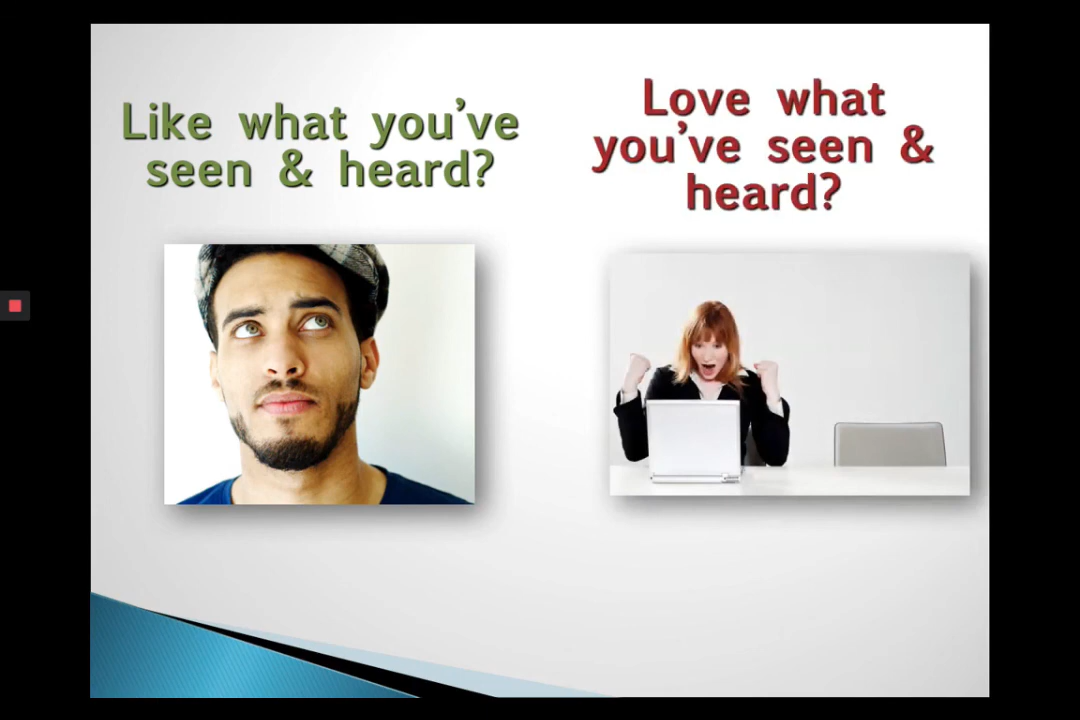 Like what you've
seen & heard?
Love what
you've seen &
heard?